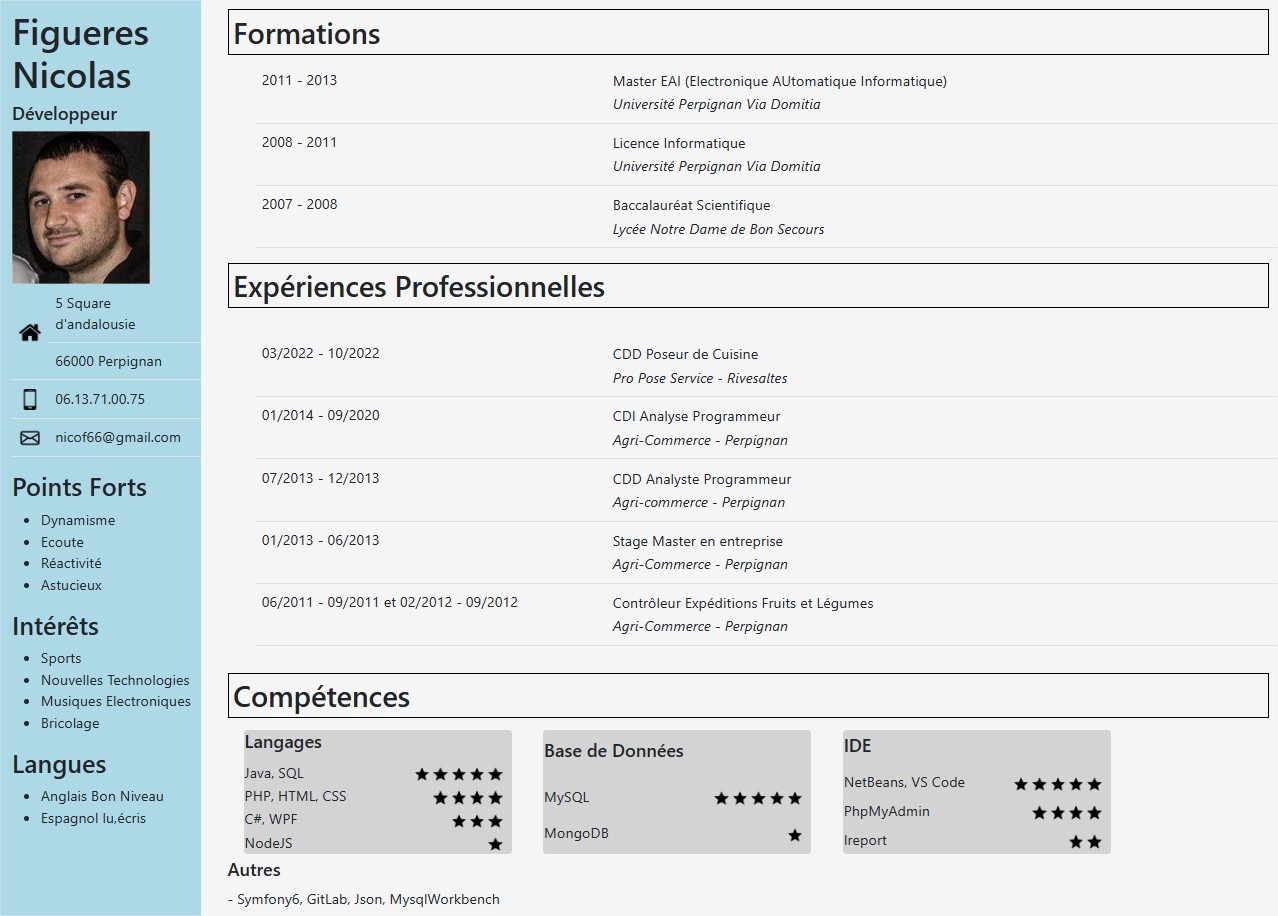 Figueres
Nicolas
Développeur
5 Square
d'andalousie
66000 Perpignan
06.13.71.00.75
nicof66@gmail.com
Points Forts
Dynamisme
Ecoute
Réactivité
Astucieux
Intérêts
Sports
Nouvelles Technologies
Musiques Electroniques
Bricolage
Langues
Anglais Bon Niveau
Espagnol lu,écris
Formations
2011 - 2013 Master EAI (Electronique AUtomatique Informatique)
Université Perpignan Via Domitia
2008 - 2011 Licence Informatique
Université Perpignan Via Domitia
2007 - 2008 Baccalauréat Scientifique
Lycée Notre Dame de Bon Secours
Expériences Professionnelles
03/2022 - 10/2022 CDD Poseur de Cuisine
Pro Pose Service - Rivesaltes
01/2014 - 09/2020 CDI Analyse Programmeur
Agri-Commerce - Perpignan
07/2013 - 12/2013 CDD Analyste Programmeur
Agri-commerce - Perpignan
01/2013 - 06/2013 Stage Master en entreprise
Agri-Commerce - Perpignan
06/2011 - 09/2011 et 02/2012 - 09/2012 Contrôleur Expéditions Fruits et Légumes
Agri-Commerce - Perpignan
Compétences
Langages
Java, SQL
PHP, HTML, CSS
C#, WPF
NodeJS
Base de Données
MySQL
MongoDB
IDE
NetBeans, VS Code
PhpMyAdmin
Ireport
Autres
- Symfony6, GitLab, Json, MysqlWorkbench